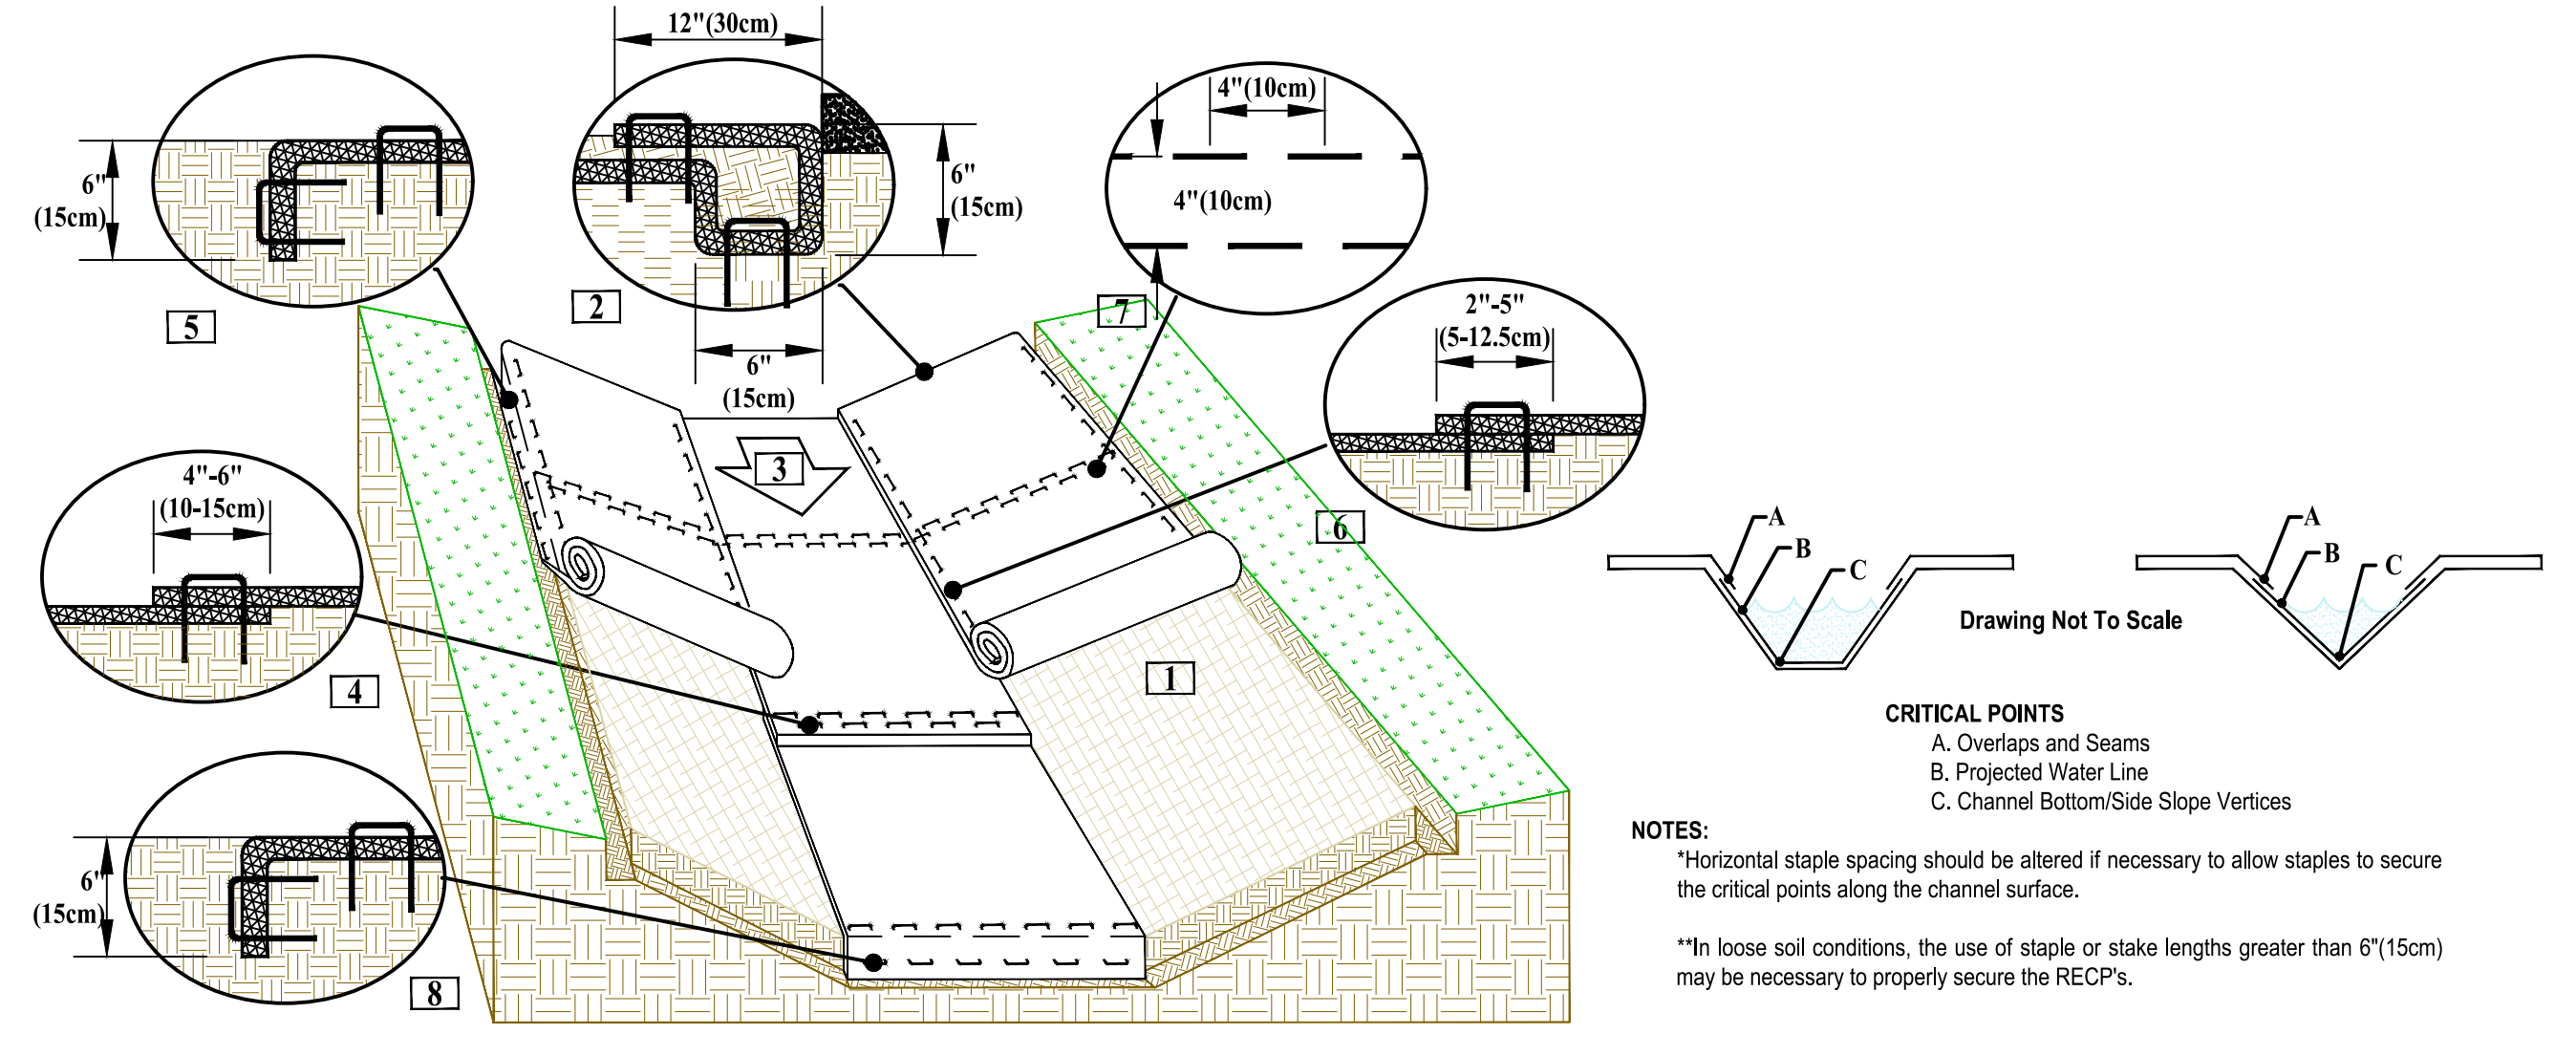 12"(30cm)
6"
(15cm)
5
6"
(15cm)
2
6"
(15cm)
4"(10cm)
4"(10cm)
7
2"-5"
(5-12.5cm)
6
3
4"-6"
(10-15cm)
4
1
6"
(15cm)
8
A
B
C
A
B
C
Drawing Not To Scale
CRITICAL POINTS
A. Overlaps and Seams
B. Projected Water Line
C. Channel Bottom/Side Slope Vertices
NOTES:
*Horizontal staple spacing should be altered if necessary to allow staples to secure
the critical points along the channel surface.
**In loose soil conditions, the use of staple or stake lengths greater than 6"(15cm)
may be necessary to properly secure the RECP's.